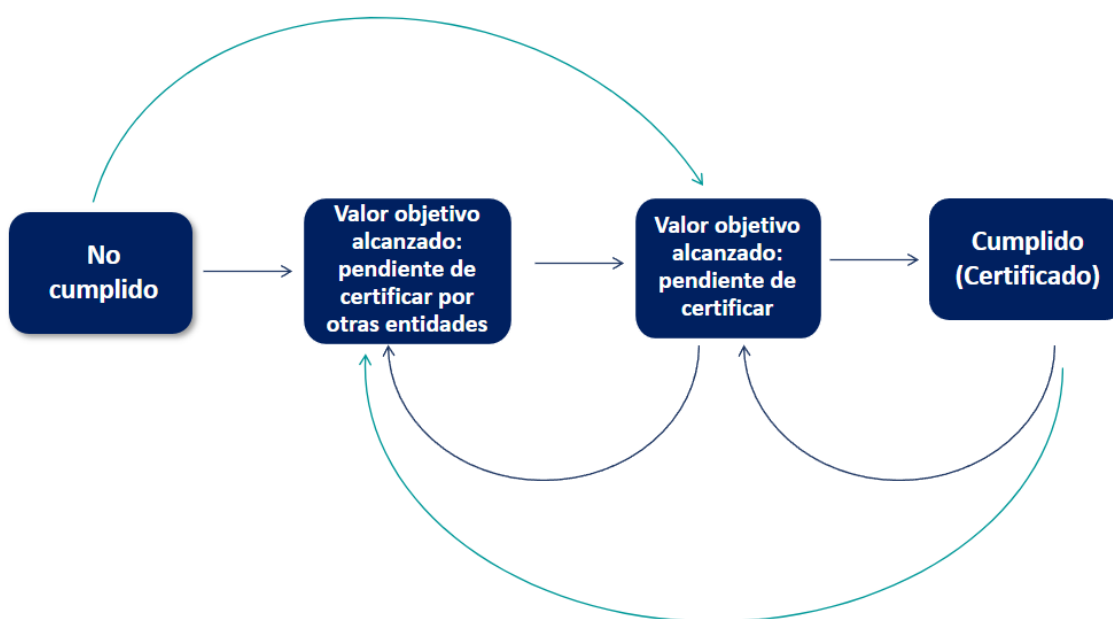 No
cumplido
Valor objetivo
alcanzado:
pendiente de
certificar por
otras entidades
Valor objetivo
alcanzado:
pendiente de
certificar
Cumplido
(Certificado)